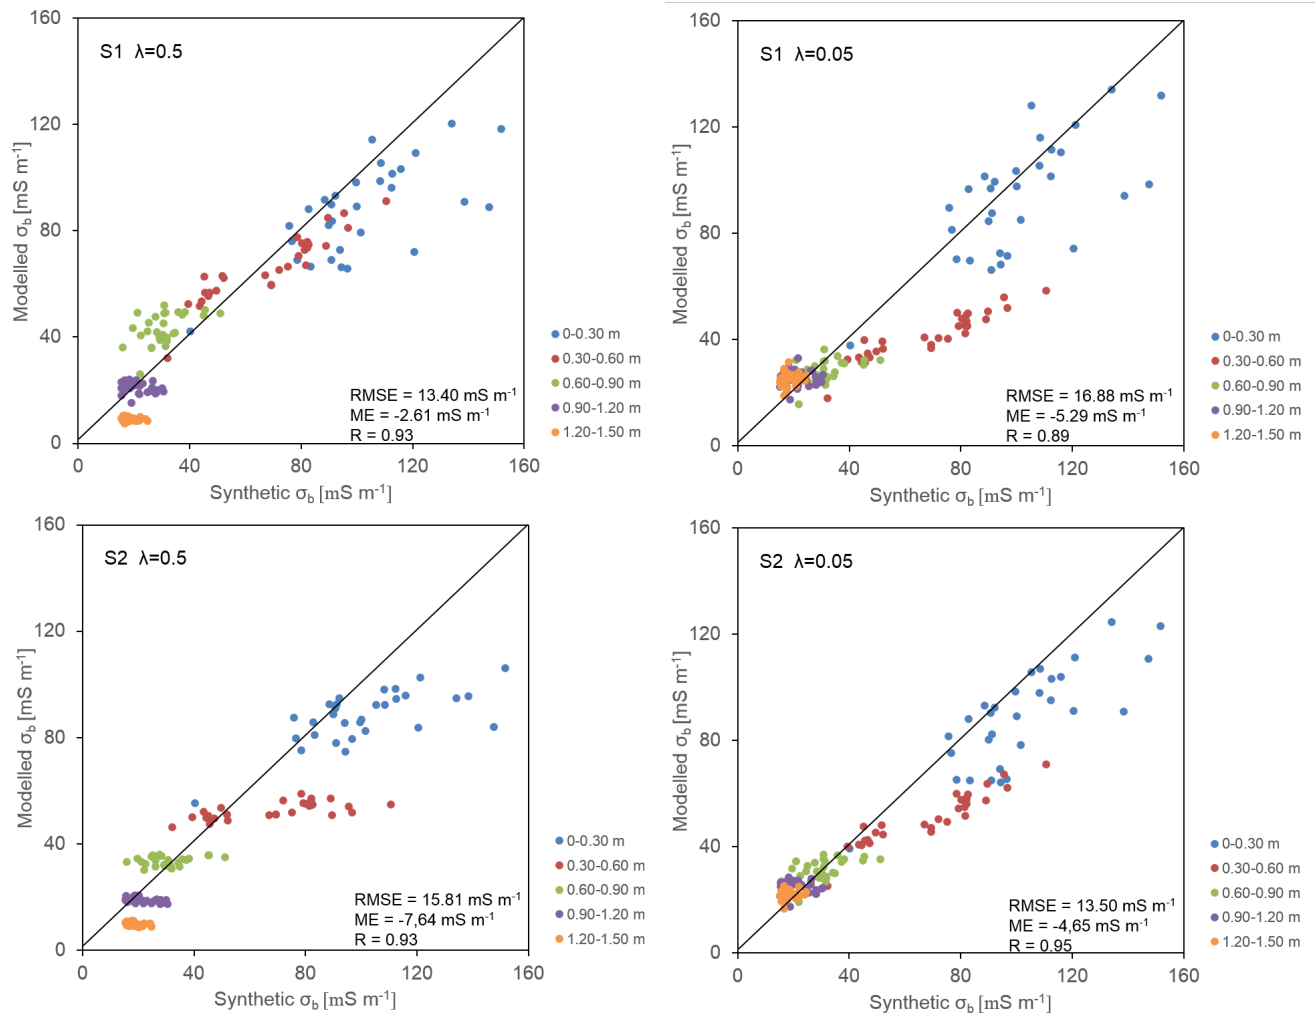 160
120
80
40
0
Modelled σb [mS m-1]
S1 λ=0.5
RMSE = 13.40 mS m-1
ME = -2.61 mS m-1
R = 0.93
0 40 80 120 160
Synthetic σb [mS m-1]
0-0.30 m
0.30-0.60 m
0.60-0.90 m
0.90-1.20 m
1.20-1.50 m
160
120
80
40
0
Modelled σb [mS m-1]
S1 λ=0.05
RMSE = 16.88 mS m-1
ME = -5.29 mS m-1
R = 0.89
0 40 80 120 160
Synthetic σb [mS m-1]
0-0.30 m
0.30-0.60 m
0.60-0.90 m
0.90-1.20 m
1.20-1.50 m
160
120
80
40
0
Modelled σb [mS m-1]
S2 λ=0.5
RMSE = 15.81 mS m-1
ME = -7,64 mS m-1
R = 0.93
0 40 80 120 160
Synthetic σb [mS m-1]
0-0.30 m
0.30-0.60 m
0.60-0.90 m
0.90-1.20 m
1.20-1.50 m
160
120
80
40
0
Modelled σb [mS m-1]
S2 λ=0.05
RMSE = 13.50 mS m-1
ME = -4,65 mS m-1
R = 0.95
0 40 80 120 160
Synthetic σb [mS m-1]
0-0.30 m
0.30-0.60 m
0.60-0.90 m
0.90-1.20 m
1.20-1.50 m